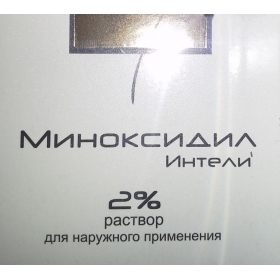 Миноксидил
Интели'
2%
раствор
для наружного применения